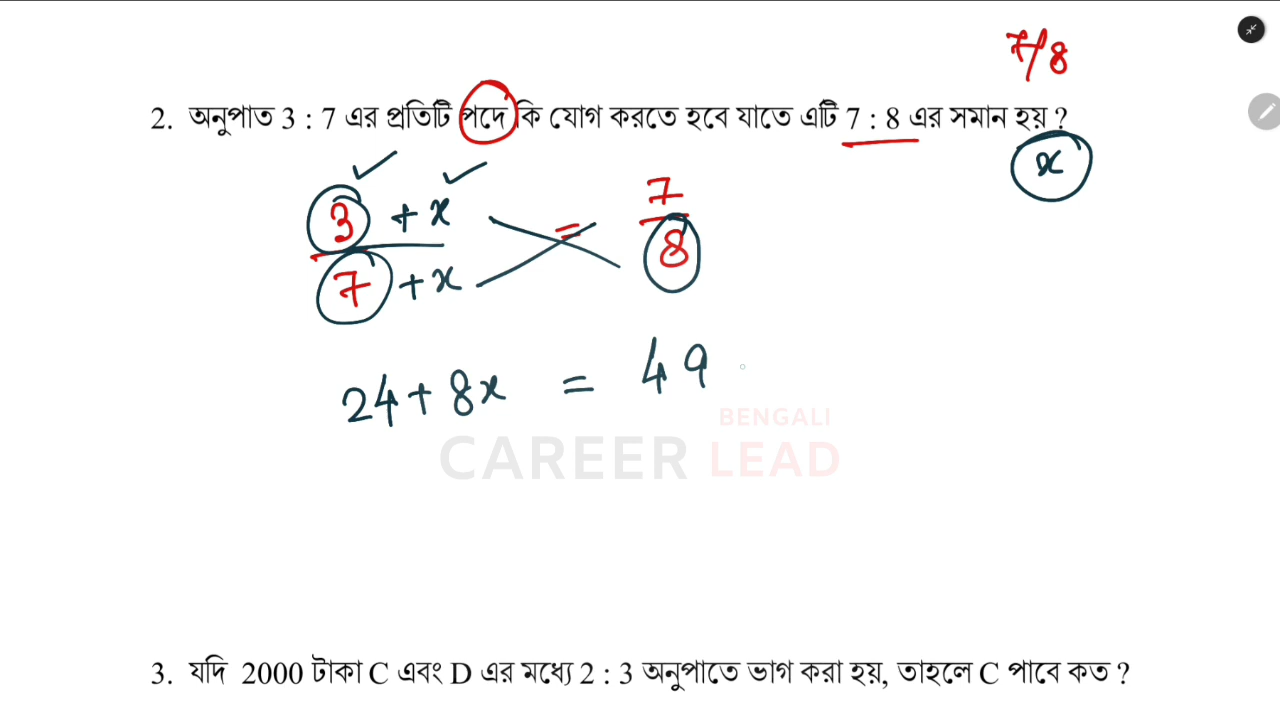 7/8
2. অনুপাত 3 : 7 এর প্রতিটি পদে কি যোগ করতে হবে যাতে এটি 7 : 8 এর সমান হয় ?
x
3 + x = 7
7 + x 8
24 + 8x = 49
BENGALI
CAREER LEAD
3. যদি 2000 টাকা C এবং D এর মধ্যে 2 : 3 অনুপাতে ভাগ করা হয়, তাহলে C পাবে কত ?